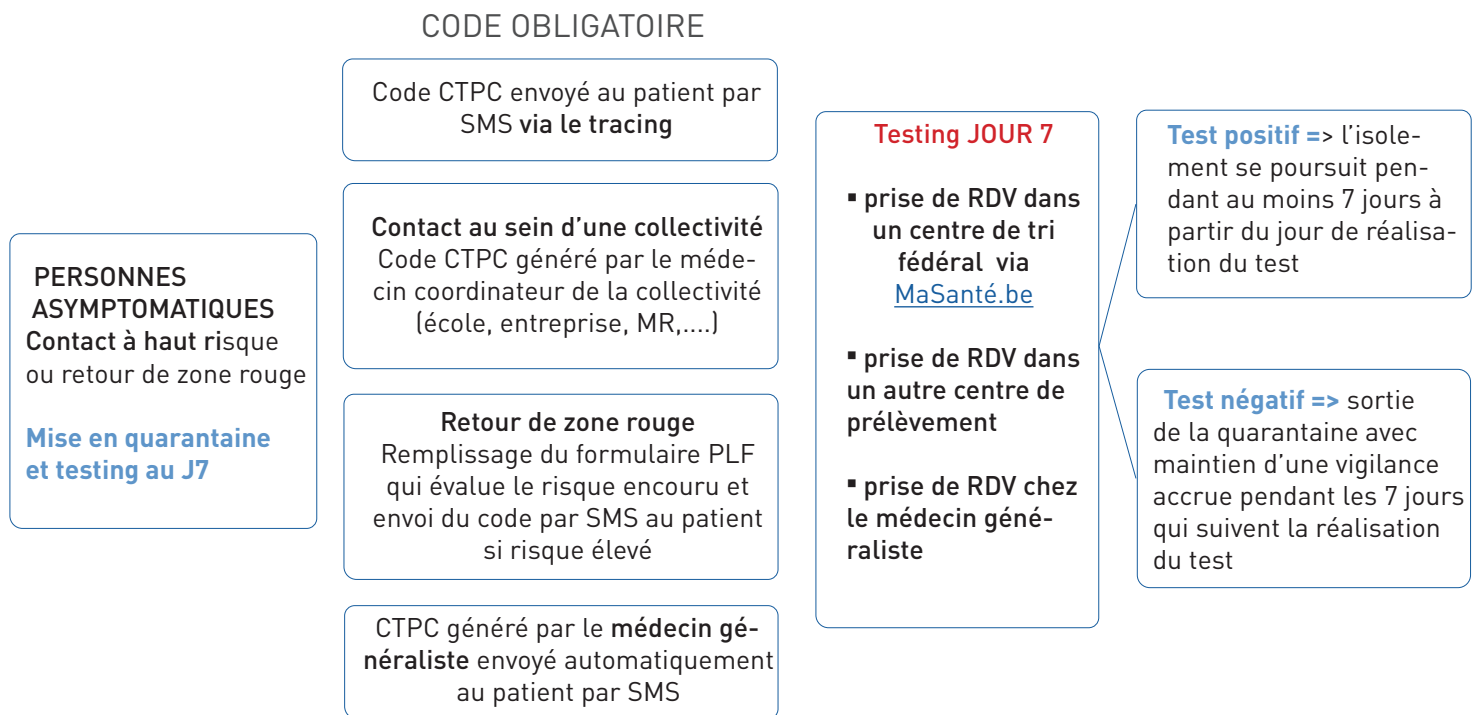 CODE OBLIGATOIRE
PERSONNES
ASYMPTOMATIQUES
Contact à haut risque
ou retour de zone rouge
Mise en quarantaine
et testing au J7
Code CTPC envoyé au patient par
SMS via le tracing
Contact au sein d’une collectivité
Code CTPC généré par le méde-
cin coordinateur de la collectivité
(école, entreprise, MR,....)
Retour de zone rouge
Remplissage du formulaire PLF
qui évalue le risque encouru et
envoi du code par SMS au patient
si risque élevé
CTPC généré par le médecin gé-
néraliste envoyé automatiquement
au patient par SMS
Testing JOUR 7
▪ prise de RDV dans
un centre de tri
fédéral via
MaSanté.be
▪ prise de RDV dans
un autre centre de
prélèvement
▪ prise de RDV chez
le médecin géné-
raliste
Test positif => l’isole-
ment se poursuit pen-
dant au moins 7 jours à
partir du jour de réalisa-
tion du test
Test négatif => sortie
de la quarantaine avec
maintien d’une vigilance
accrue pendant les 7 jours
qui suivent la réalisation
du test